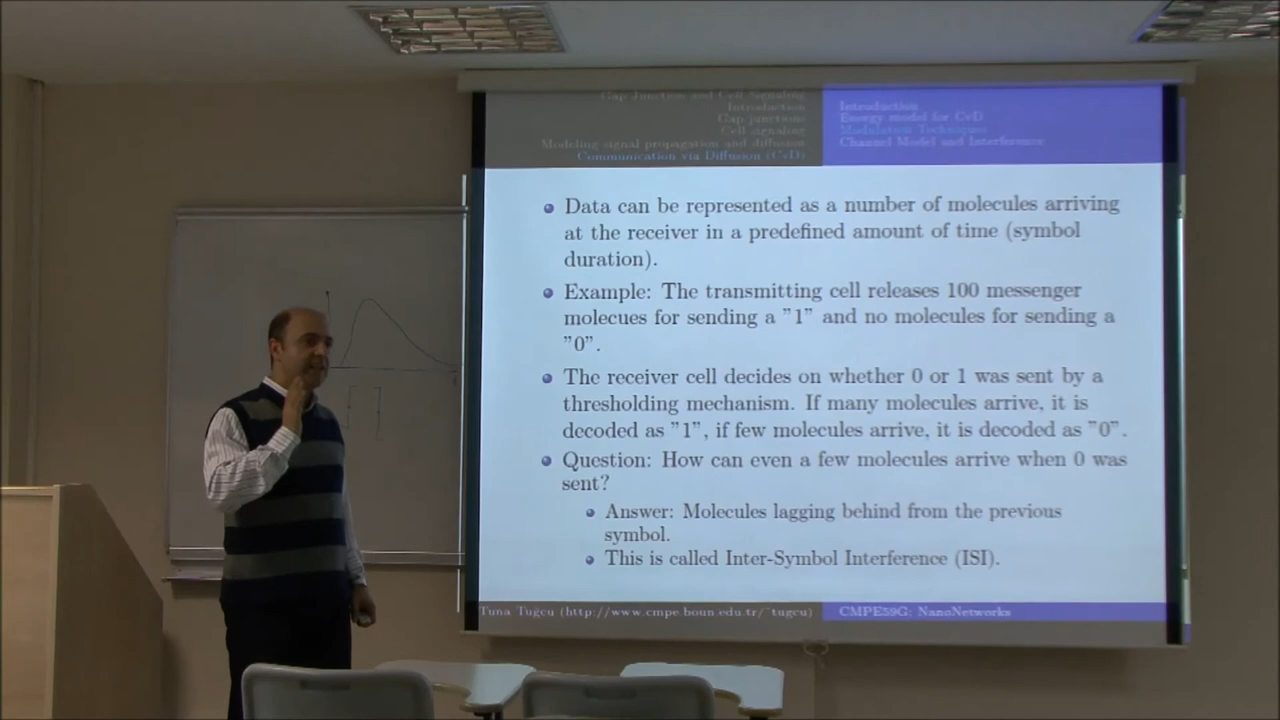 Gap Junction and Cell Signaling
Introduction
Gap junctions
Cell signaling
Modeling signal propagation and diffusion
Communication via Diffusion (CvD)
Introduction
Energy model for CvD
Modulation Techniques
Channel Model and Interference
Data can be represented as a number of molecules arriving
at the receiver in a predefined amount of time (symbol
duration).
Example: The transmitting cell releases 100 messenger
molecues for sending a "1" and no molecules for sending a
"0".
The receiver cell decides on whether 0 or 1 was sent by a
thresholding mechanism. If many molecules arrive, it is
decoded as "1", if few molecules arrive, it is decoded as "0".
Question: How can even a few molecules arrive when 0 was
sent?
Answer: Molecules lagging behind from the previous
symbol.
This is called Inter-Symbol Interference (ISI).
Tuna Tuğcu (http://www.cmpe.boun.edu.tr/~tugcu)
CMPE59G: NanoNetworks